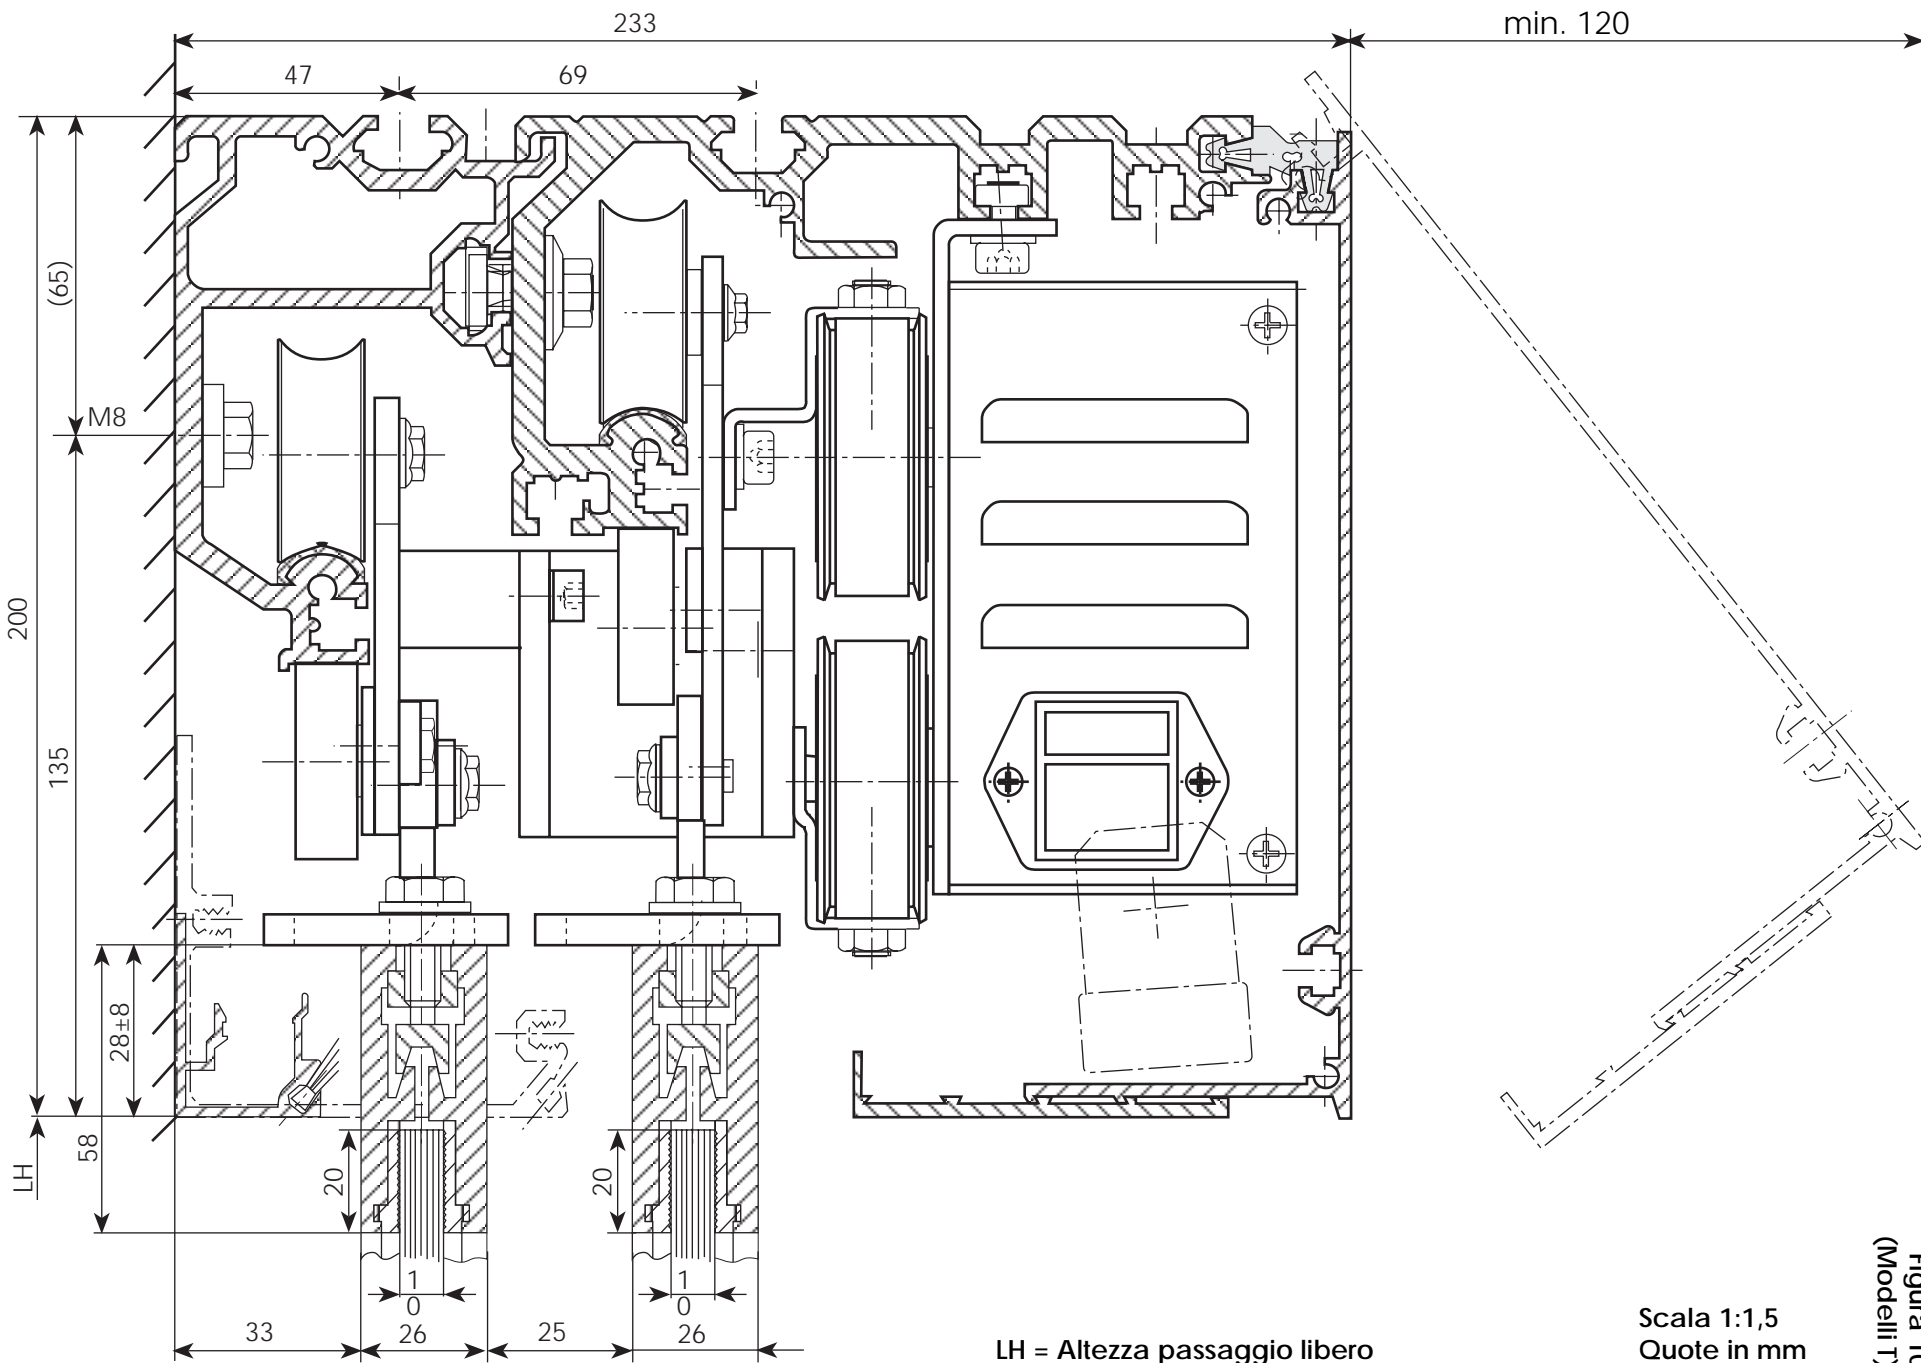 233
min. 120
47
69
(65)
M8
200
135
28±8
58
LH
20
20
1
0
1
0
33
26
25
26
LH = Altezza passaggio libero
Scala 1:1,5
Quote in mm
(Modelli T)